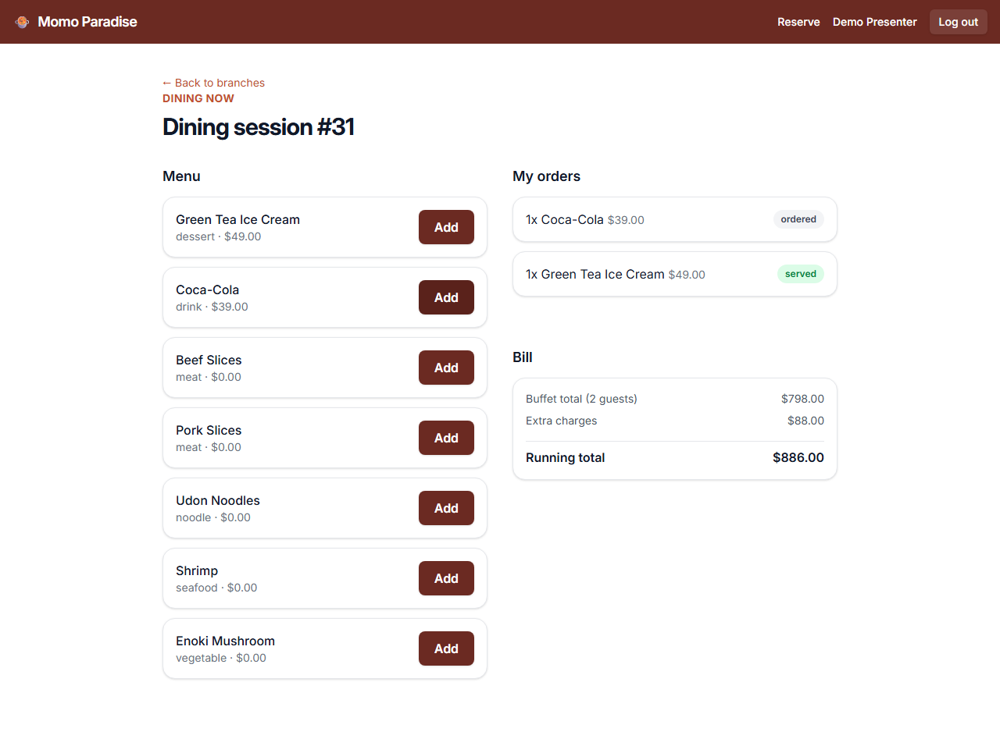 Momo Paradise
Reserve
Demo Presenter
Log out
← Back to branches
DINING NOW
Dining session #31
Menu
Green Tea Ice Cream
dessert · $49.00
Add
Coca-Cola
drink · $39.00
Add
Beef Slices
meat · $0.00
Add
Pork Slices
meat · $0.00
Add
Udon Noodles
noodle · $0.00
Add
Shrimp
seafood · $0.00
Add
Enoki Mushroom
vegetable · $0.00
Add
My orders
1x Coca-Cola $39.00 ordered
1x Green Tea Ice Cream $49.00 served
Bill
Buffet total (2 guests) $798.00
Extra charges $88.00
Running total $886.00